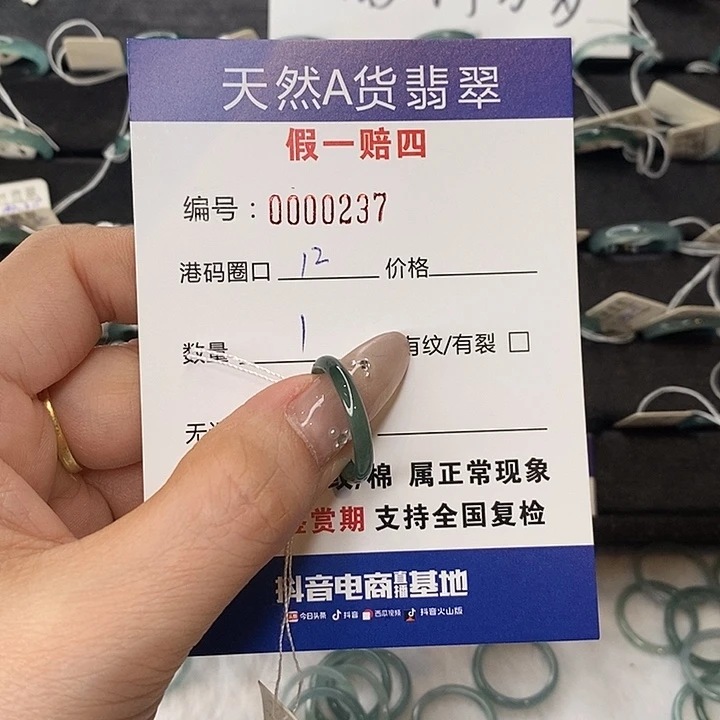 天然A货翡翠
假一赔四
编号：0000237
港码圈口 12 价格
数量： 1 有纹/有裂 □
无
纹/棉 属正常现象
鉴赏期 支持全国复检
抖音电商直播基地
今日头条 抖音 西瓜视频 抖音火山版